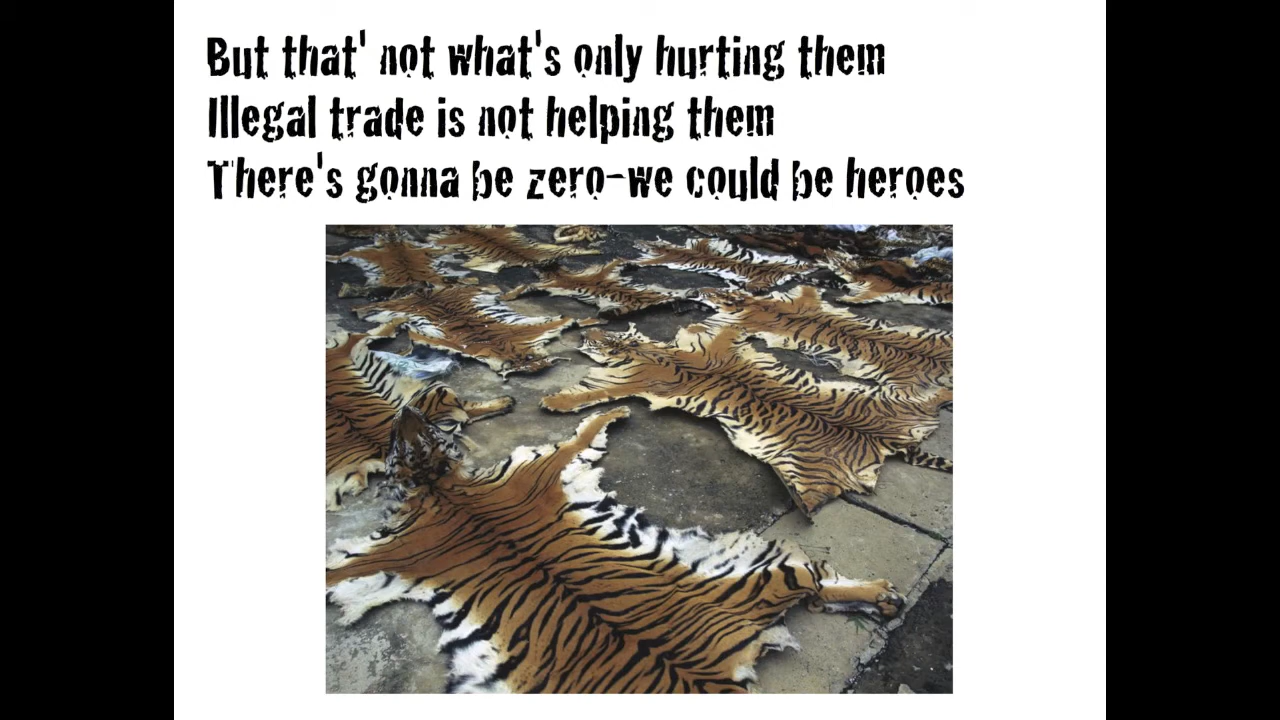 But that' not what's only hurting them
Illegal trade is not helping them
There's gonna be zero-we could be heroes